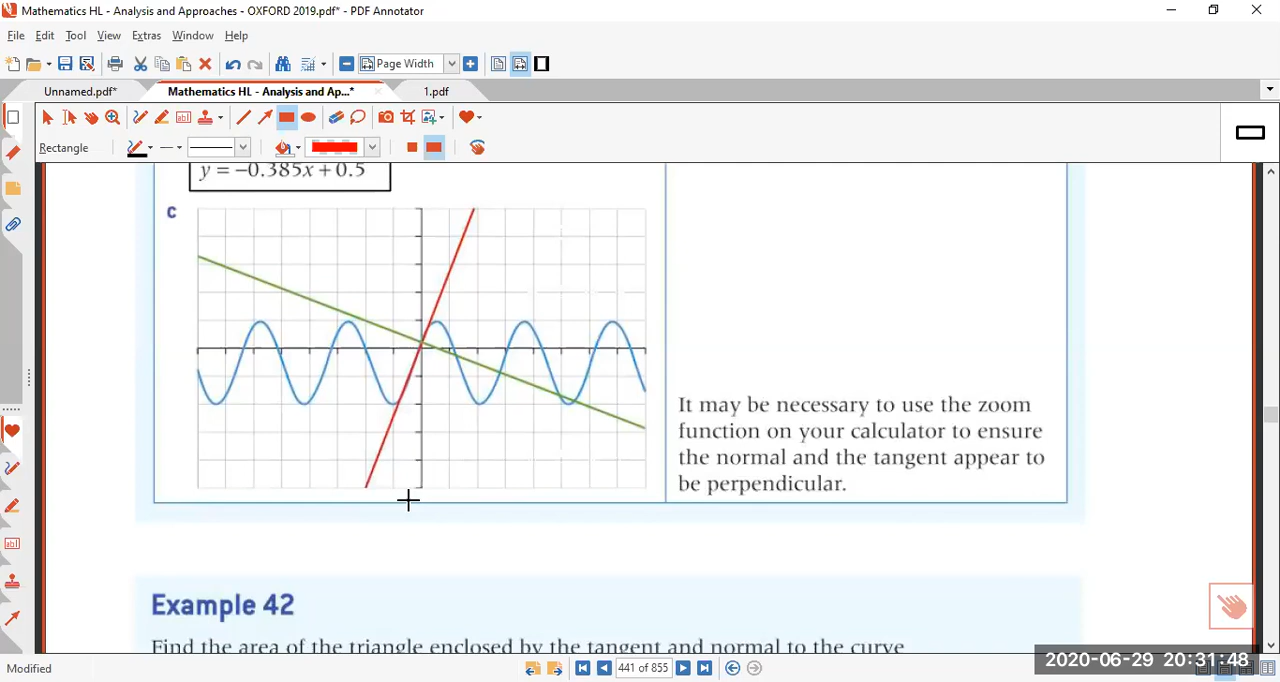 Mathematics HL - Analysis and Approaches - OXFORD 2019.pdf* - PDF Annotator
File Edit Tool View Extras Window Help
Page Width
Unnamed.pdf* Mathematics HL - Analysis and Ap...* 1.pdf
Rectangle
y = −0.385x + 0.5
c
It may be necessary to use the zoom
function on your calculator to ensure
the normal and the tangent appear to
be perpendicular.
Example 42
Find the area of the triangle enclosed by the tangent and normal to the curve
Modified
441 of 855
2020-06-29 20:31:48